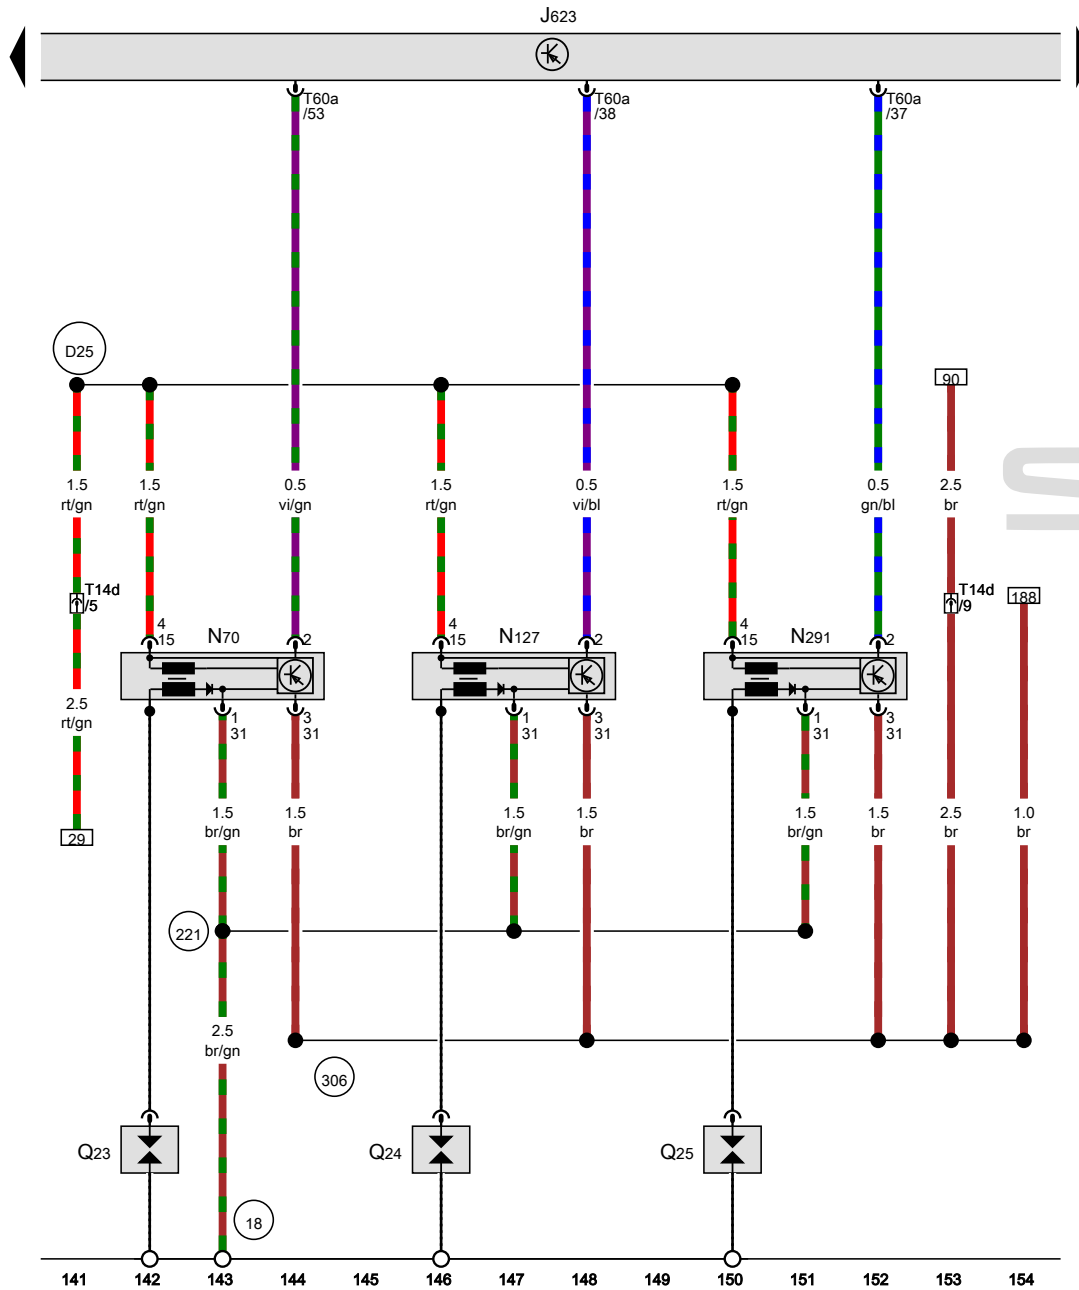 J623
T60a
/53
T60a
/38
T60a
/37
D25
90
1.5
rt/gn
1.5
rt/gn
0.5
vi/gn
1.5
rt/gn
0.5
vi/bl
1.5
rt/gn
0.5
gn/bl
2.5
br
T14d
/5
T14d
/9
188
4
15
N70
2
4
15
N127
2
4
15
N291
2
2.5
rt/gn
1
31
3
31
1
31
3
31
1
31
3
31
29
1.5
br/gn
1.5
br
1.5
br/gn
1.5
br
1.5
br/gn
1.5
br
2.5
br
1.0
br
221
2.5
br/gn
306
Q23
Q24
Q25
18
141 142 143 144 145 146 147 148 149 150 151 152 153 154